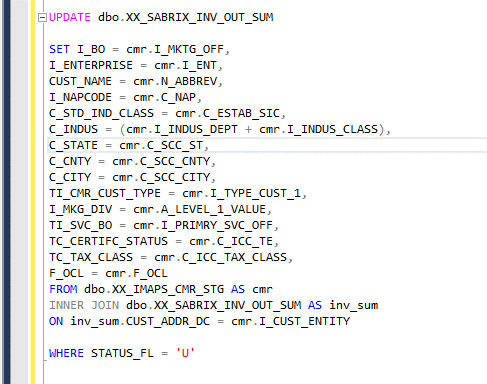 UPDATE dbo.XX_SABRIX_INV_OUT_SUM
SET I_BO = cmr.I_MKTG_OFF,
I_ENTERPRISE = cmr.I_ENT,
CUST_NAME = cmr.N_ABBREV,
I_NAPCODE = cmr.C_NAP,
C_STD_IND_CLASS = cmr.C_ESTAB_SIC,
C_INDUS = (cmr.I_INDUS_DEPT + cmr.I_INDUS_CLASS),
C_STATE = cmr.C_SCC_ST,
C_CNTY = cmr.C_SCC_CNTY,
C_CITY = cmr.C_SCC_CITY,
TI_CMR_CUST_TYPE = cmr.I_TYPE_CUST_1,
I_MKG_DIV = cmr.A_LEVEL_1_VALUE,
TI_SVC_BO = cmr.I_PRIMRY_SVC_OFF,
TC_CERTIFC_STATUS = cmr.C_ICC_TE,
TC_TAX_CLASS = cmr.C_ICC_TAX_CLASS,
F_OCL = cmr.F_OCL
FROM dbo.XX_IMAPS_CMR_STG AS cmr
INNER JOIN dbo.XX_SABRIX_INV_OUT_SUM AS inv_sum
ON inv_sum.CUST_ADDR_DC = cmr.I_CUST_ENTITY
WHERE STATUS_FL = 'U'